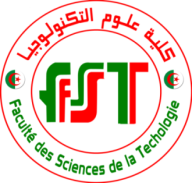 كلية علوم التكنولوجيا
FST
Faculté des Sciences de la Techologie